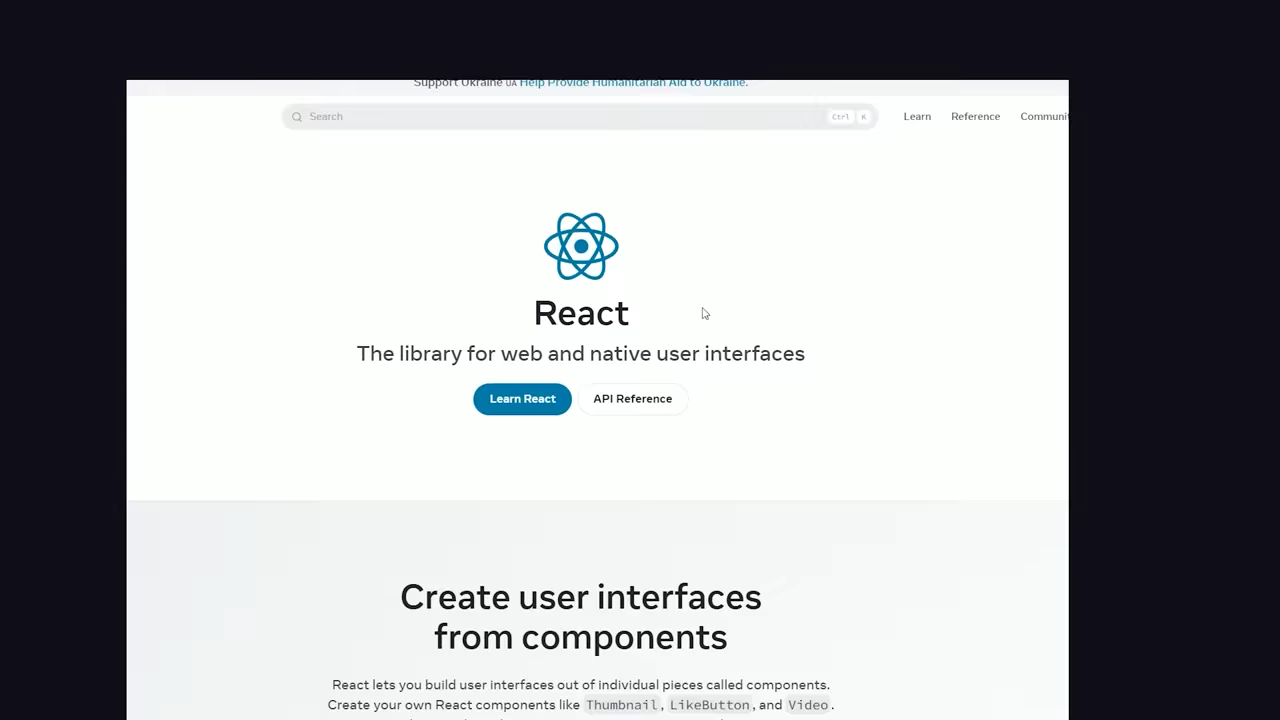 Support Ukraine UA Help Provide Humanitarian Aid to Ukraine.
Search Ctrl K Learn Reference
React
The library for web and native user interfaces
Learn React API Reference
Create user interfaces
from components
React lets you build user interfaces out of individual pieces called components.
Create your own React components like Thumbnail, LikeButton, and Video.